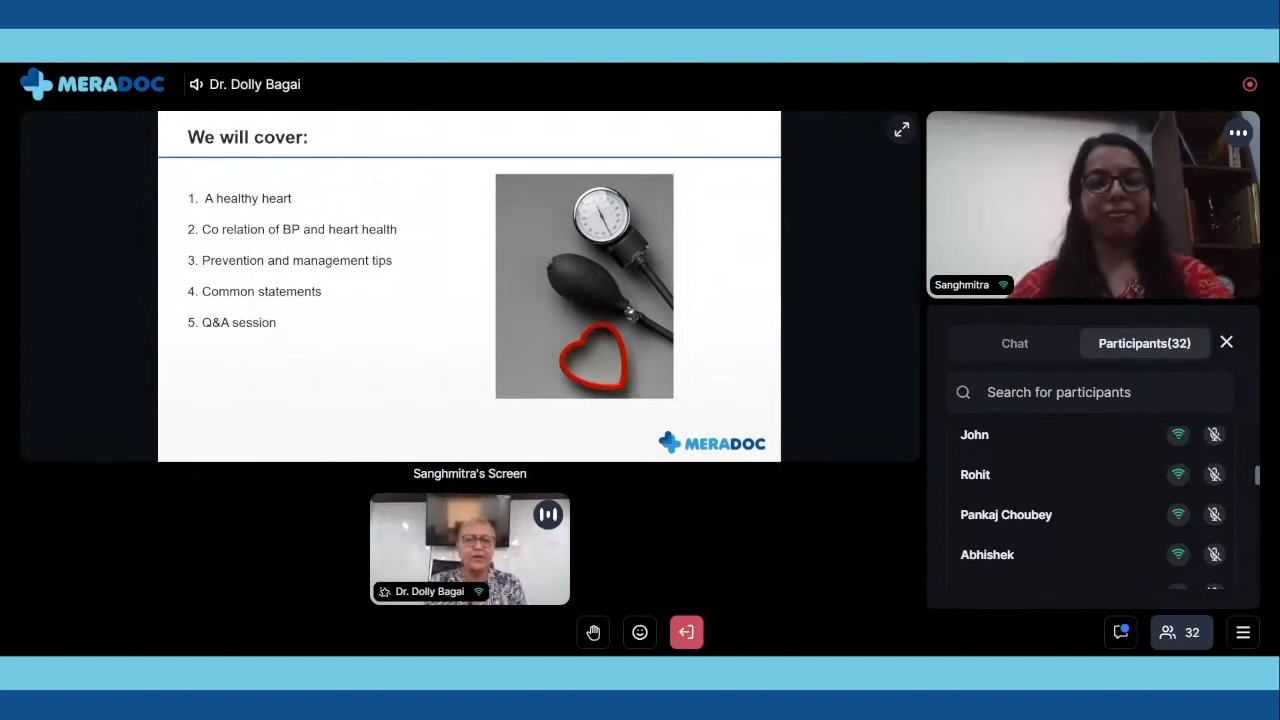 MERADOC
Dr. Dolly Bagai
We will cover:
1. A healthy heart
2. Co relation of BP and heart health
3. Prevention and management tips
4. Common statements
5. Q&A session
MERADOC
Sanghmitra's Screen
Dr. Dolly Bagai
Sanghmitra
Chat
Participants(32)
Search for participants
John
Rohit
Pankaj Choubey
Abhishek
32